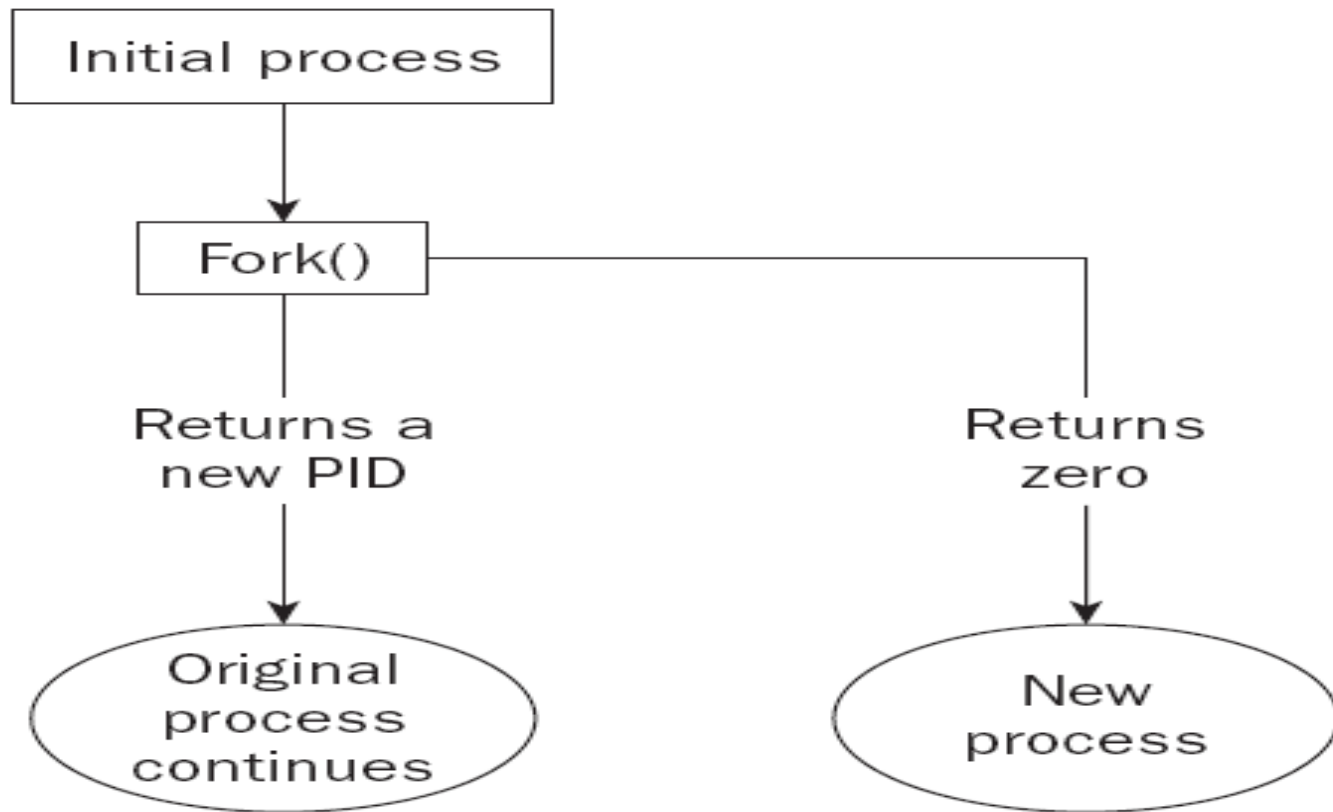 Initial process
Fork()
Returns a
new PID
Returns
zero
Original
process
continues
New
process